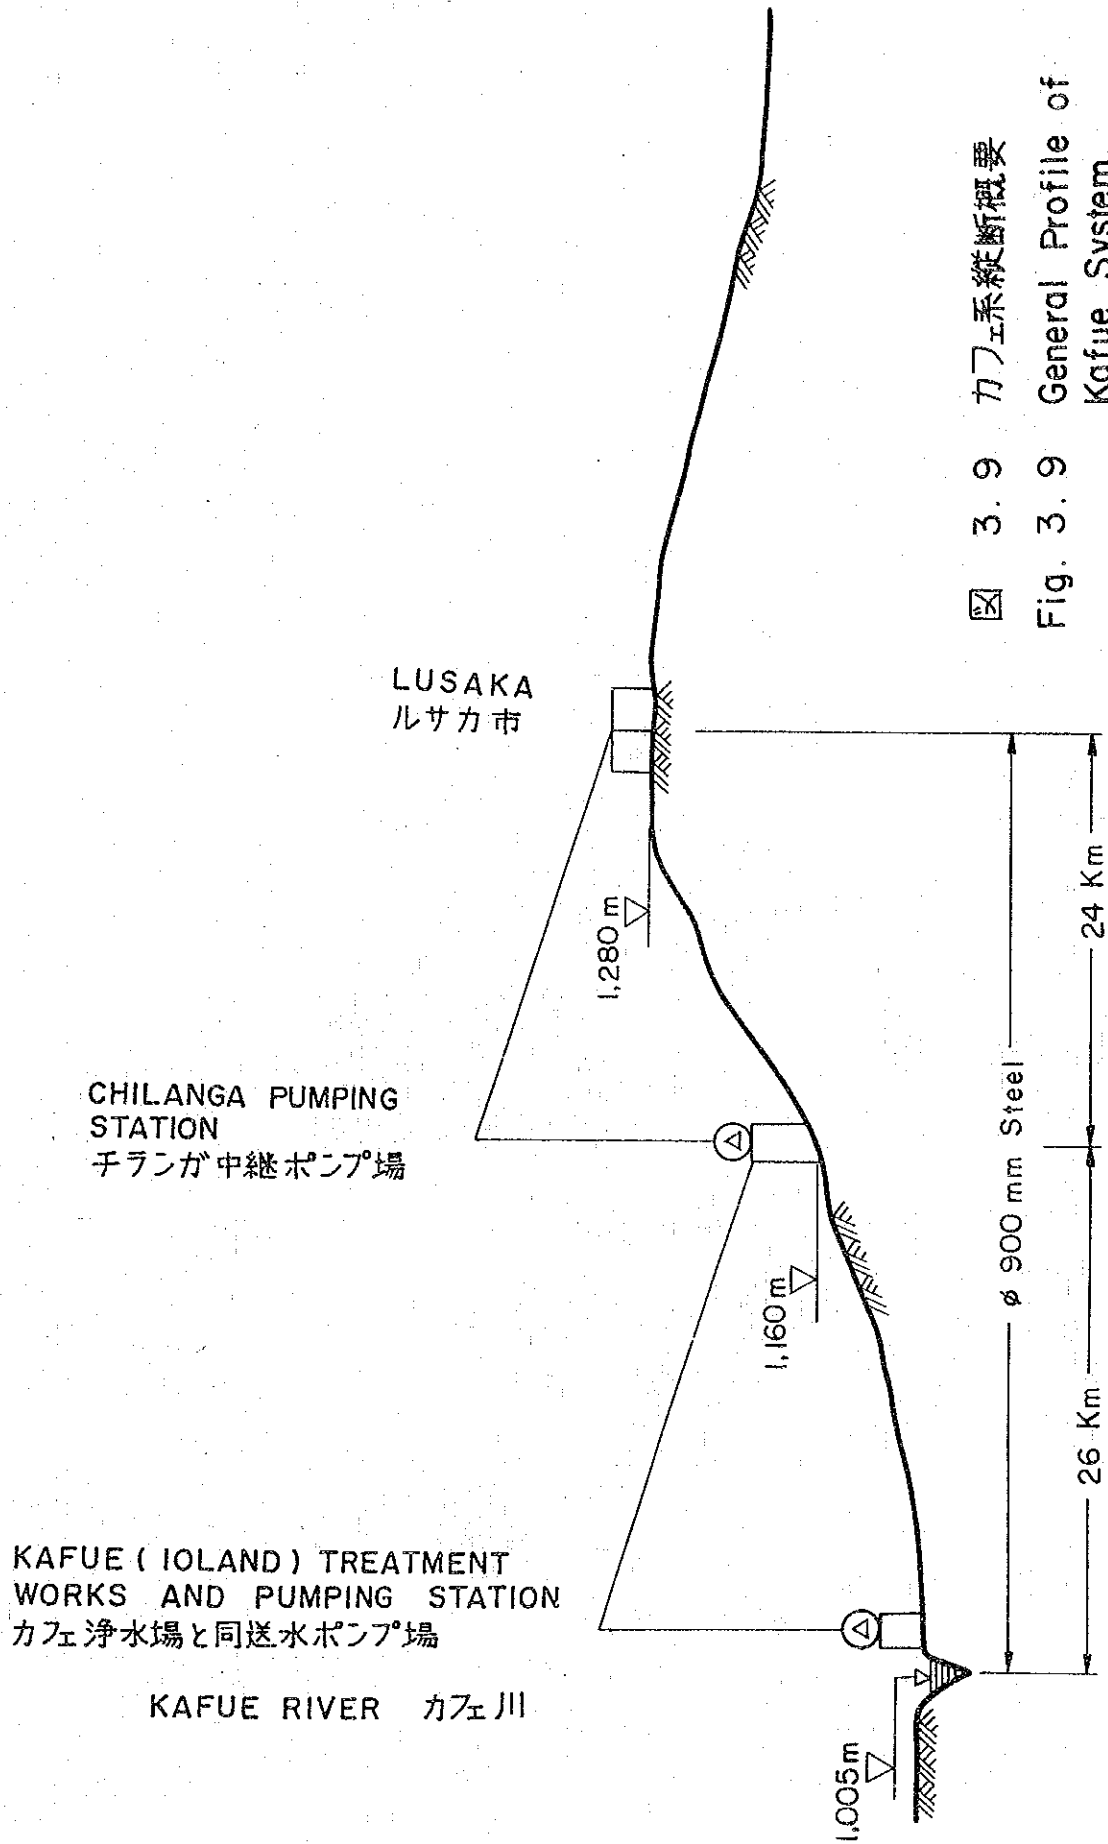 LUSAKA
ルサカ市
1,280 m
CHILANGA PUMPING
STATION
チランガ中継ポンプ場
1,160 m
KAFUE ( IOLAND ) TREATMENT
WORKS AND PUMPING STATION
カフェ浄水場と同送水ポンプ場
KAFUE RIVER カフェ川
1,005m
ø 900 mm Steel
26 Km
24 Km
図 3.9 カフェ系縦断概要
Fig. 3.9 General Profile of
Kafue System